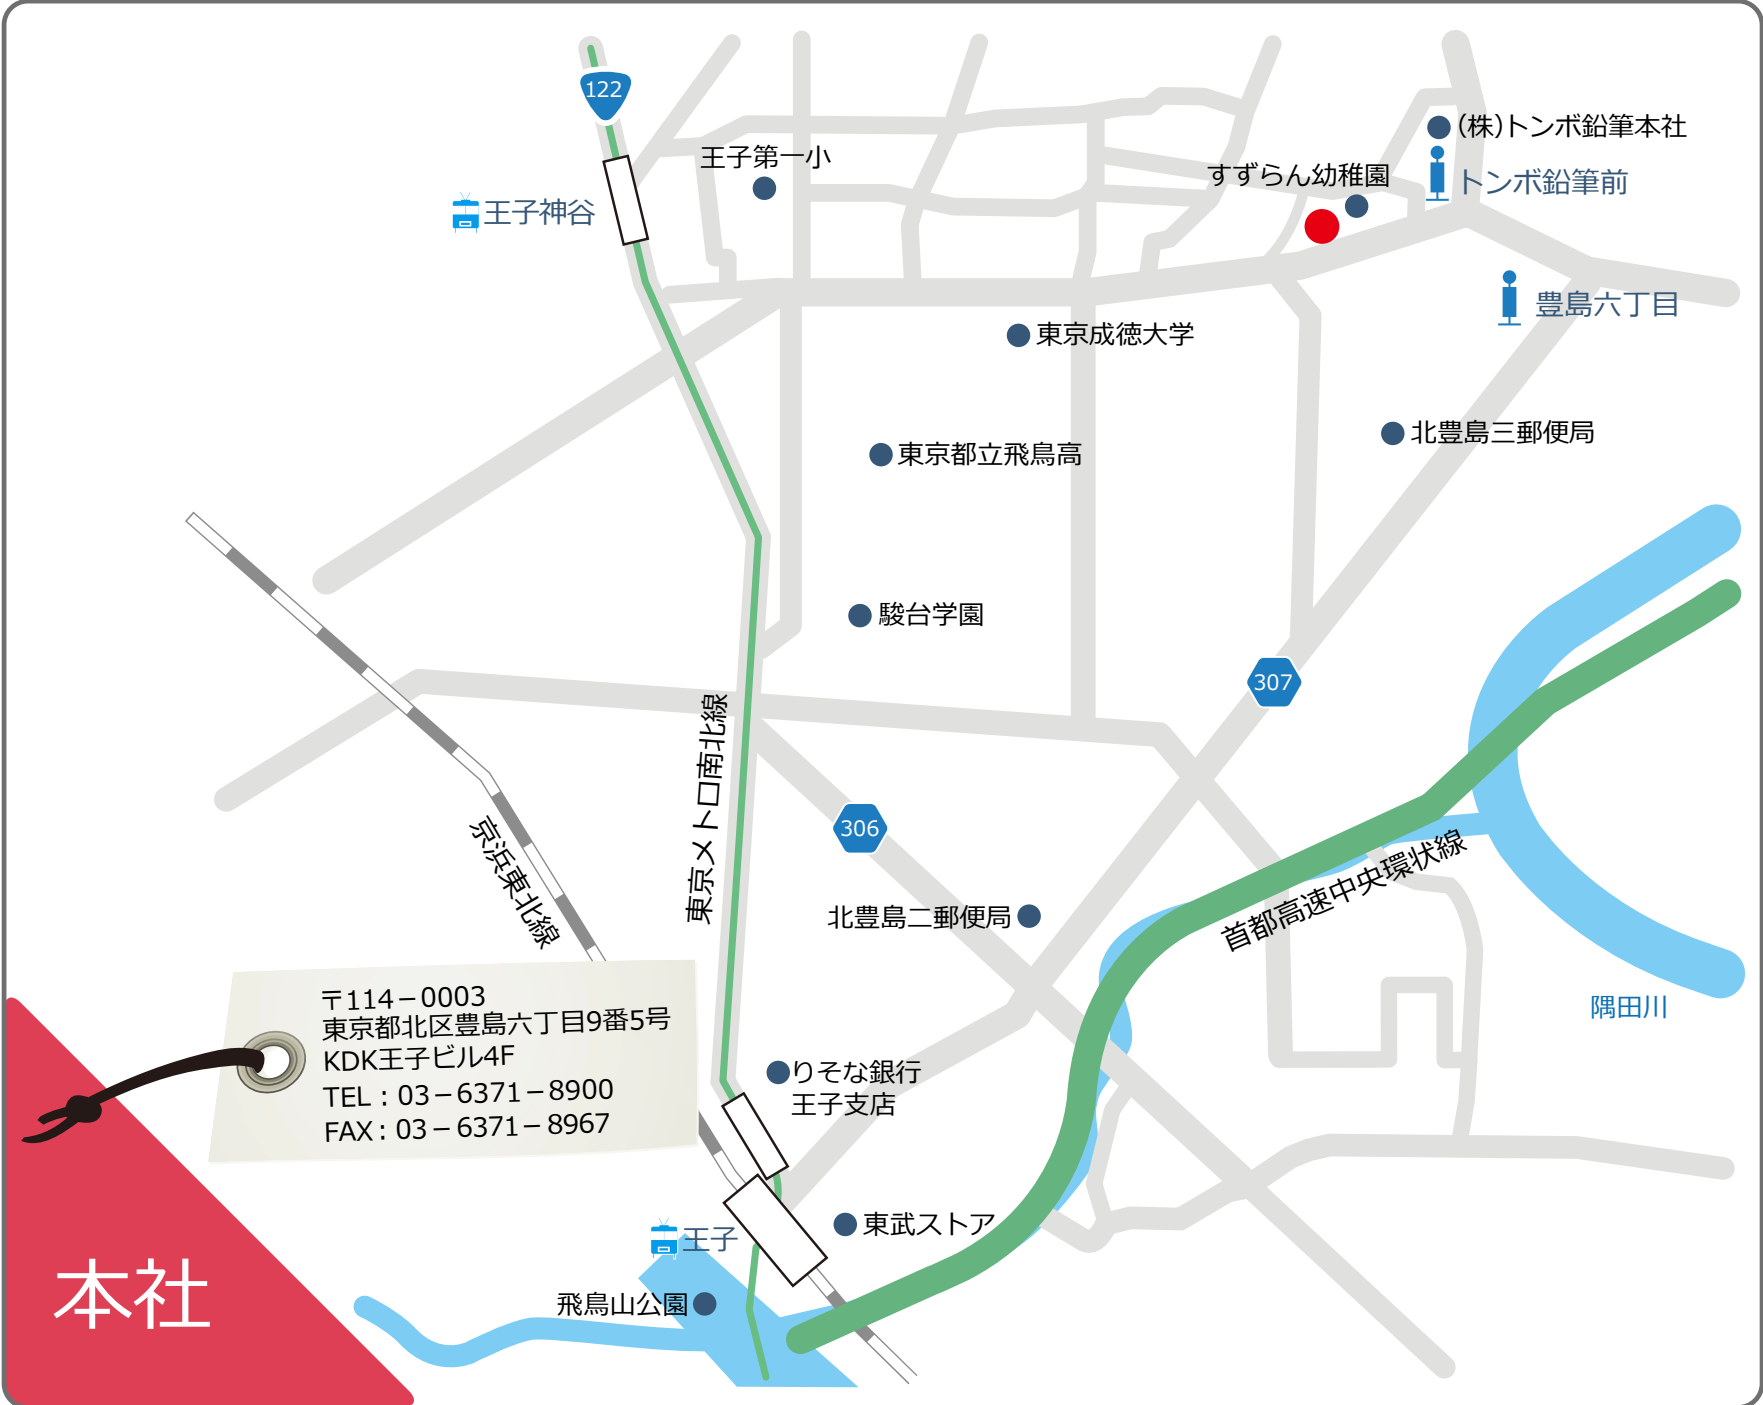 122
(株)トンボ鉛筆本社
王子第一小
すずらん幼稚園
トンボ鉛筆前
王子神谷
豊島六丁目
東京成徳大学
北豊島三郵便局
東京都立飛鳥高
駿台学園
307
東京メトロ南北線
306
京浜東北線
首都高速中央環状線
北豊島二郵便局
隅田川
〒114－0003
東京都北区豊島六丁目9番5号
KDK王子ビル4F
TEL：03－6371－8900
FAX：03－6371－8967
りそな銀行
王子支店
東武ストア
王子
飛鳥山公園
本社